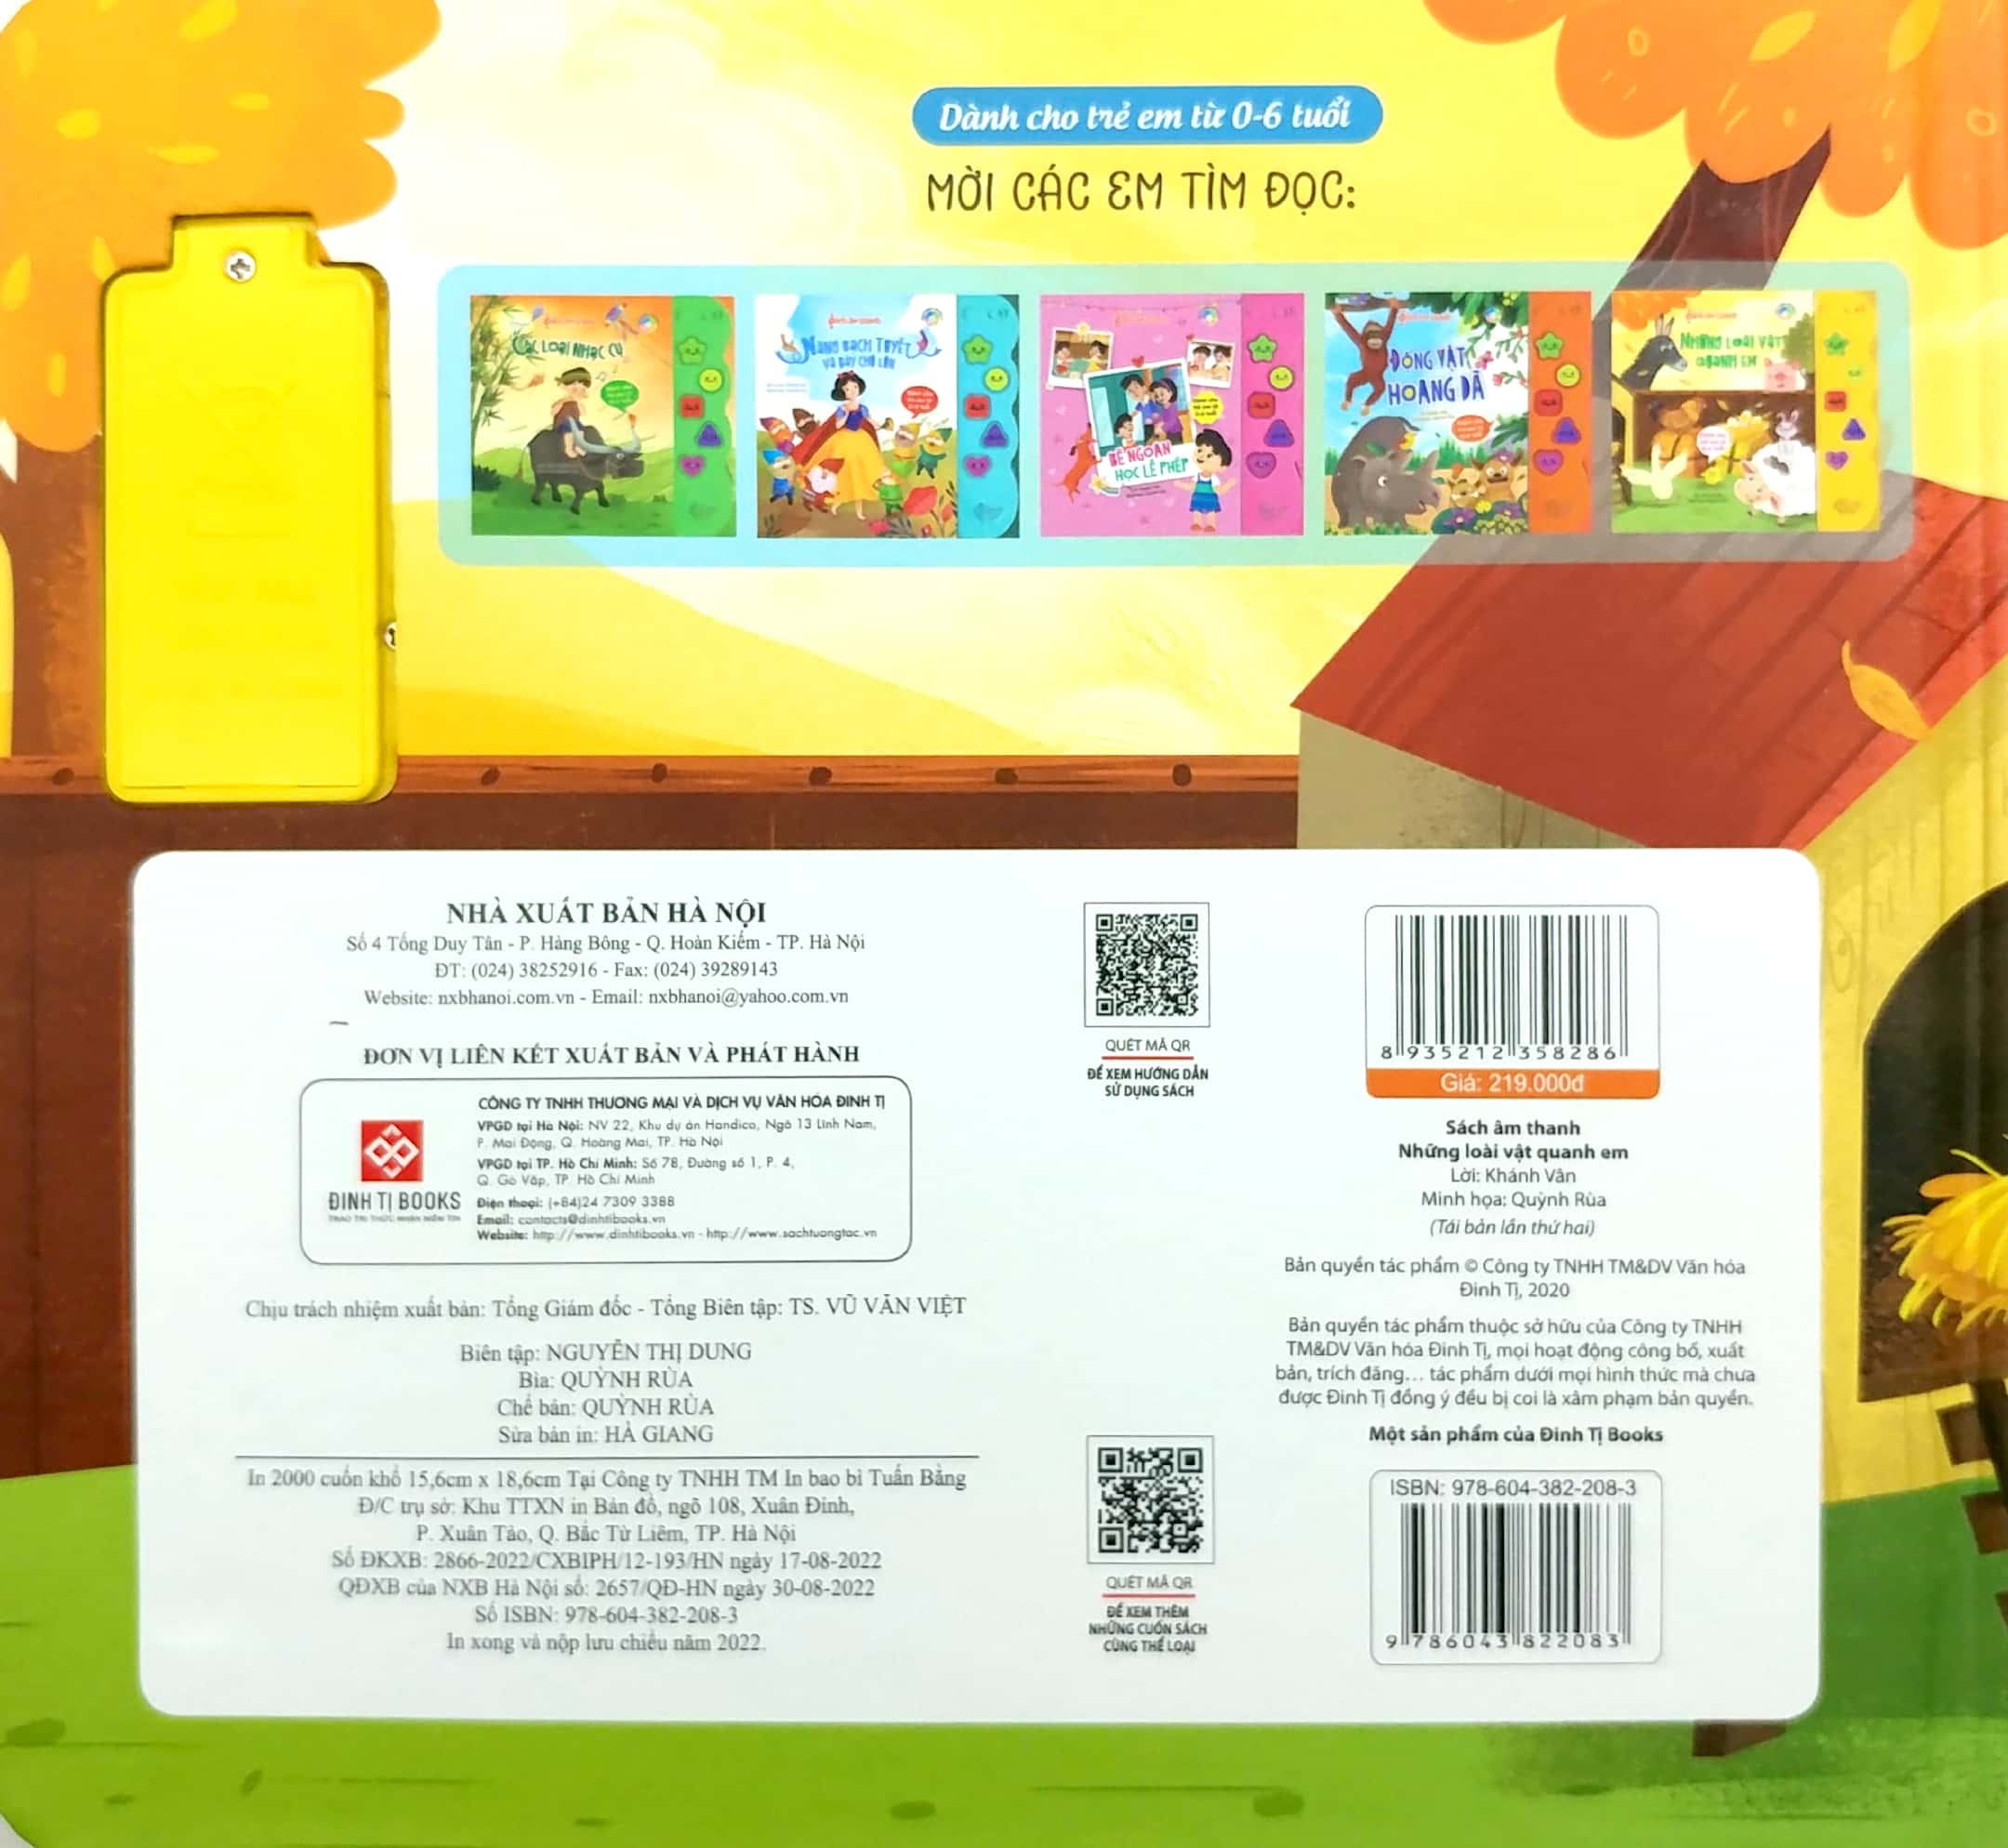 Dành cho trẻ em từ 0-6 tuổi
MỜI CÁC EM TÌM ĐỌC:
CÁC LOẠI NHẠC CỤ
NÀNG BẠCH TUYẾT
VÀ BẢY CHÚ LÙN
BÉ NGOAN
HỌC LỄ PHÉP
ĐỘNG VẬT
HOANG DÃ
NHỮNG LOÀI VẬT
QUANH EM
NHÀ XUẤT BẢN HÀ NỘI
Số 4 Tống Duy Tân - P. Hàng Bông - Q. Hoàn Kiếm - TP. Hà Nội
ĐT: (024) 38252916 - Fax: (024) 39289143
Website: nxbhanoi.com.vn - Email: nxbhanoi@yahoo.com.vn
ĐƠN VỊ LIÊN KẾT XUẤT BẢN VÀ PHÁT HÀNH
ĐINH TỊ BOOKS
TRAO TRI THỨC NHẬN NIỀM TIN
CÔNG TY TNHH THƯƠNG MẠI VÀ DỊCH VỤ VĂN HÓA ĐINH TỊ
VPGD tại Hà Nội: NV 22, Khu dự án Handico, Ngõ 13 Lĩnh Nam,
P. Mai Động, Q. Hoàng Mai, TP. Hà Nội
VPGD tại TP. Hồ Chí Minh: Số 78, Đường số 1, P. 4,
Q. Gò Vấp, TP. Hồ Chí Minh
Điện thoại: (+84)24 7309 3388
Email: contacts@dinhtibooks.vn
Website: http://www.dinhtibooks.vn - http://www.sachtuongtac.vn
Chịu trách nhiệm xuất bản: Tổng Giám đốc - Tổng Biên tập: TS. VŨ VĂN VIỆT
Biên tập: NGUYỄN THỊ DUNG
Bìa: QUỲNH RÙA
Chế bản: QUỲNH RÙA
Sửa bản in: HÀ GIANG
In 2000 cuốn khổ 15,6cm x 18,6cm Tại Công ty TNHH TM In bao bì Tuấn Bằng
Đ/C trụ sở: Khu TTXN in Bản đồ, ngõ 108, Xuân Đỉnh,
P. Xuân Tảo, Q. Bắc Từ Liêm, TP. Hà Nội
Số ĐKXB: 2866-2022/CXBIPH/12-193/HN ngày 17-08-2022
QĐXB của NXB Hà Nội số: 2657/QĐ-HN ngày 30-08-2022
Số ISBN: 978-604-382-208-3
In xong và nộp lưu chiểu năm 2022.
QUÉT MÃ QR
ĐỂ XEM HƯỚNG DẪN
SỬ DỤNG SÁCH
QUÉT MÃ QR
ĐỂ XEM THÊM
NHỮNG CUỐN SÁCH
CÙNG THỂ LOẠI
8 935212 358286
Giá: 219.000đ
Sách âm thanh
Những loài vật quanh em
Lời: Khánh Vân
Minh họa: Quỳnh Rùa
(Tái bản lần thứ hai)
Bản quyền tác phẩm © Công ty TNHH TM&DV Văn hóa
Đinh Tị, 2020
Bản quyền tác phẩm thuộc sở hữu của Công ty TNHH
TM&DV Văn hóa Đinh Tị, mọi hoạt động công bố, xuất
bản, trích đăng... tác phẩm dưới mọi hình thức mà chưa
được Đinh Tị đồng ý đều bị coi là xâm phạm bản quyền.
Một sản phẩm của Đinh Tị Books
ISBN: 978-604-382-208-3
9 786043 822083